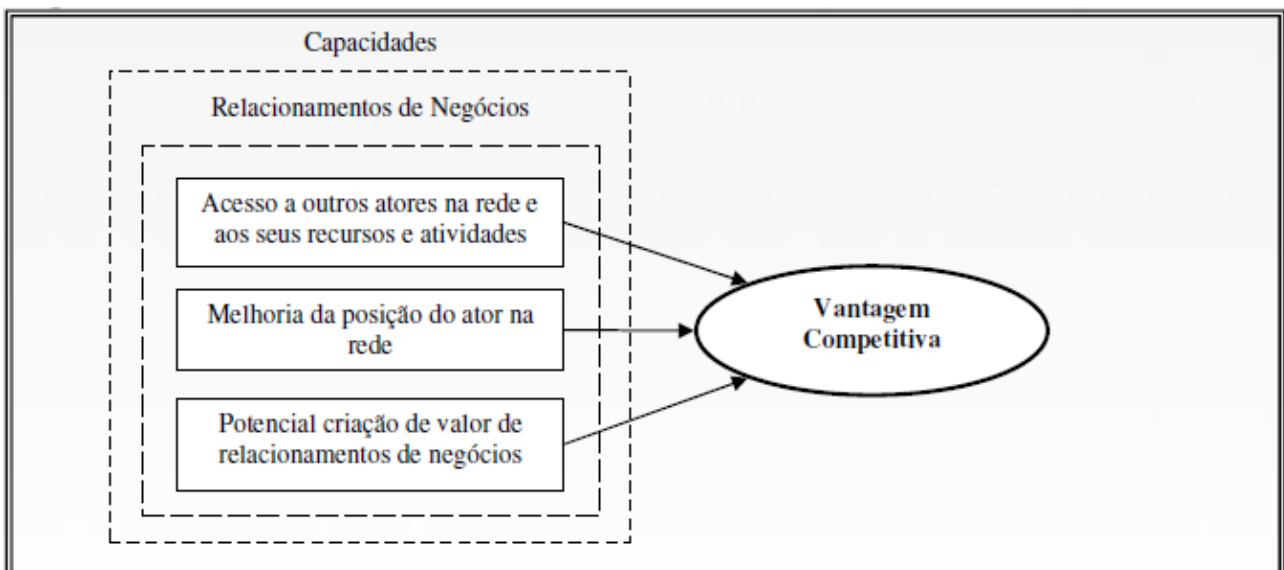 Capacidades
Relacionamentos de Negócios
Acesso a outros atores na rede e
aos seus recursos e atividades
Melhoria da posição do ator na
rede
Potencial criação de valor de
relacionamentos de negócios
Vantagem
Competitiva